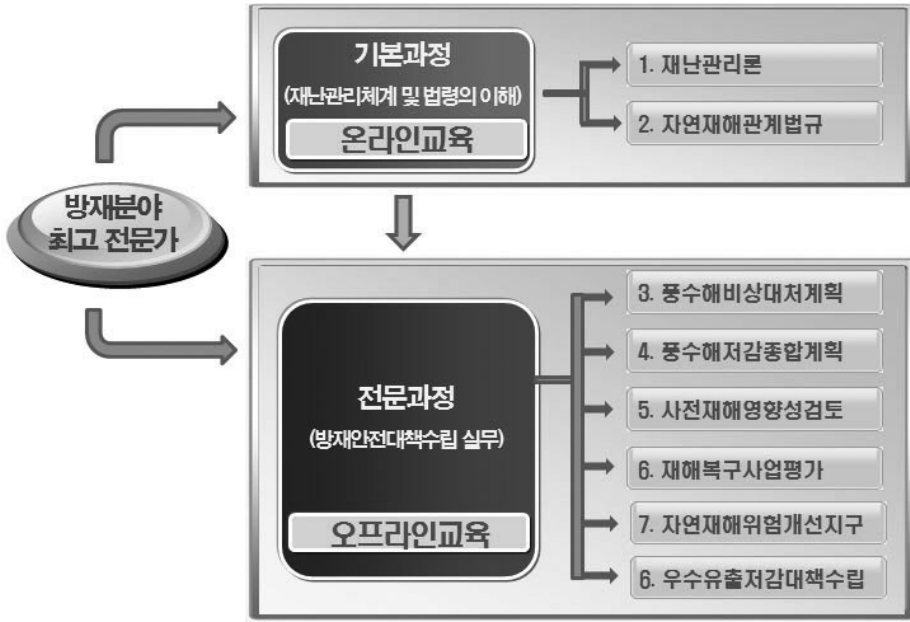 방재분야
최고 전문가
기본과정
(재난관리체계 및 법령의 이해)
온라인교육
1. 재난관리론
2. 자연재해관계법규
전문과정
(방재안전대책수립 실무)
오프라인교육
3. 풍수해비상대처계획
4. 풍수해저감종합계획
5. 사전재해영향성검토
6. 재해복구사업평가
7. 자연재해위험개선지구
6. 우수유출저감대책수립